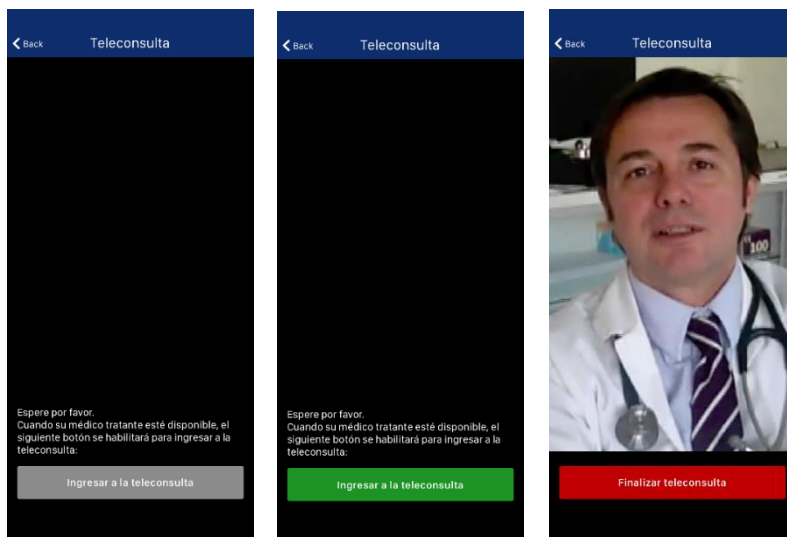 Back Teleconsulta
Espere por favor.
Cuando su médico tratante esté disponible, el
siguiente botón se habilitará para ingresar a la
teleconsulta:
Ingresar a la teleconsulta
Back Teleconsulta
Espere por favor.
Cuando su médico tratante esté disponible, el
siguiente botón se habilitará para ingresar a la
teleconsulta:
Ingresar a la teleconsulta
Back Teleconsulta
100
Finalizar teleconsulta